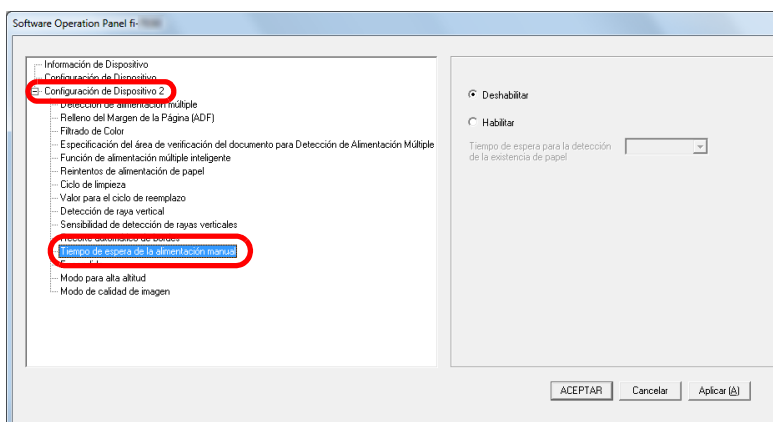 Software Operation Panel fi-
Información de Dispositivo
Configuración de Dispositivo
Configuración de Dispositivo 2
Detección de alimentación múltiple
Relleno del Margen de la Página (ADF)
Filtrado de Color
Especificación del área de verificación del documento para Detección de Alimentación Múltiple
Función de alimentación múltiple inteligente
Reintentos de alimentación de papel
Ciclo de limpieza
Valor para el ciclo de reemplazo
Detección de raya vertical
Sensibilidad de detección de rayas verticales
Recorte automático de bordes
Tiempo de espera de la alimentación manual
Modo para alta altitud
Modo de calidad de imagen
Deshabilitar
Habilitar
Tiempo de espera para la detección
de la existencia de papel
ACEPTAR
Cancelar
Aplicar (A)